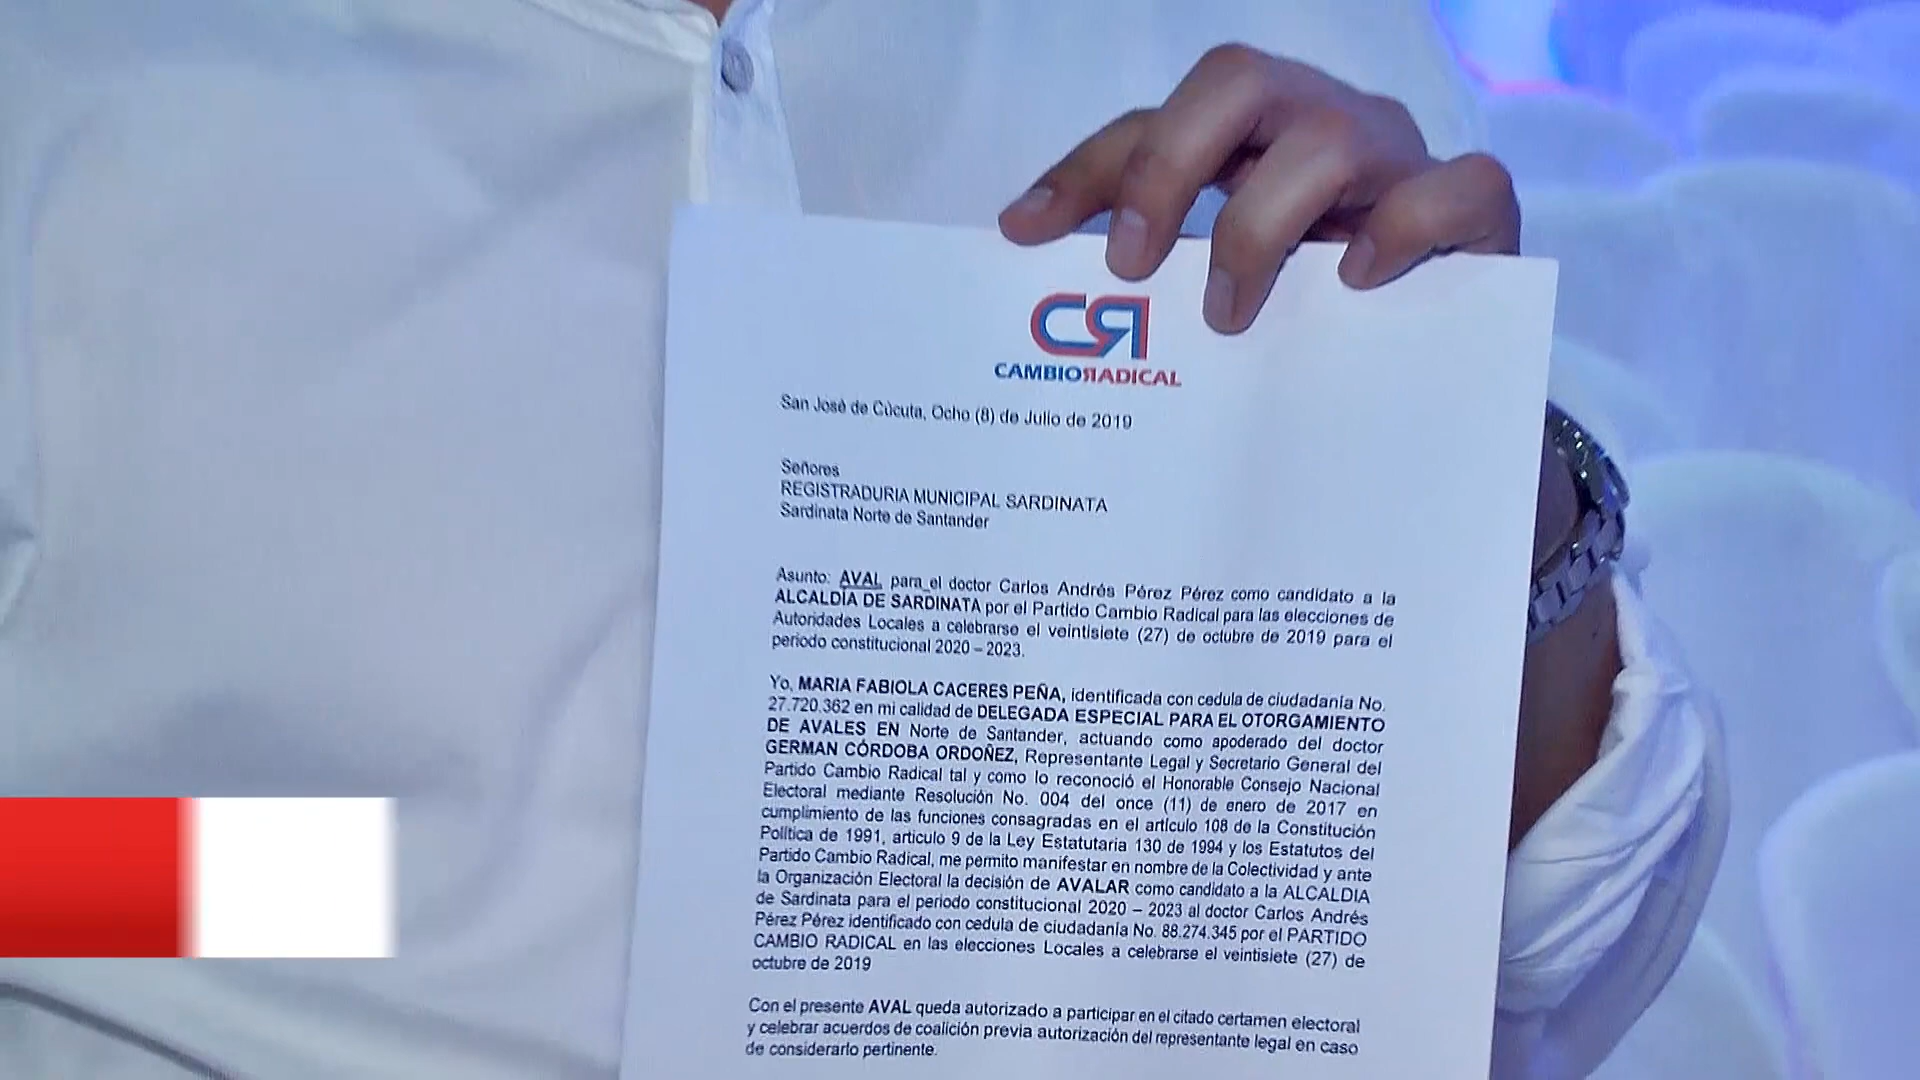 CR
CAMBIO RADICAL
San José de Cúcuta, Ocho (8) de Julio de 2019
Señores
REGISTRADURIA MUNICIPAL SARDINATA
Sardinata Norte de Santander
Asunto: AVAL para el doctor Carlos Andrés Pérez Pérez como candidato a la
ALCALDÍA DE SARDINATA por el Partido Cambio Radical para las elecciones de
Autoridades Locales a celebrarse el veintisiete (27) de octubre de 2019 para el
periodo constitucional 2020 – 2023.
Yo, MARIA FABIOLA CACERES PEÑA, identificada con cedula de ciudadanía No.
27.720.362 en mi calidad de DELEGADA ESPECIAL PARA EL OTORGAMIENTO
DE AVALES EN Norte de Santander, actuando como apoderado del doctor
GERMAN CÓRDOBA ORDOÑEZ, Representante Legal y Secretario General del
Partido Cambio Radical tal y como lo reconoció el Honorable Consejo Nacional
Electoral mediante Resolución No. 004 del once (11) de enero de 2017 en
cumplimiento de las funciones consagradas en el artículo 108 de la Constitución
Política de 1991, articulo 9 de la Ley Estatutaria 130 de 1994 y los Estatutos del
Partido Cambio Radical, me permito manifestar en nombre de la Colectividad y ante
la Organización Electoral la decisión de AVALAR como candidato a la ALCALDIA
de Sardinata para el periodo constitucional 2020 – 2023 al doctor Carlos Andrés
Pérez Pérez identificado con cedula de ciudadanía No. 88.274.345 por el PARTIDO
CAMBIO RADICAL en las elecciones Locales a celebrarse el veintisiete (27) de
octubre de 2019
Con el presente AVAL queda autorizado a participar en el citado certamen electoral
y celebrar acuerdos de coalición previa autorización del representante legal en caso
de considerarlo pertinente.